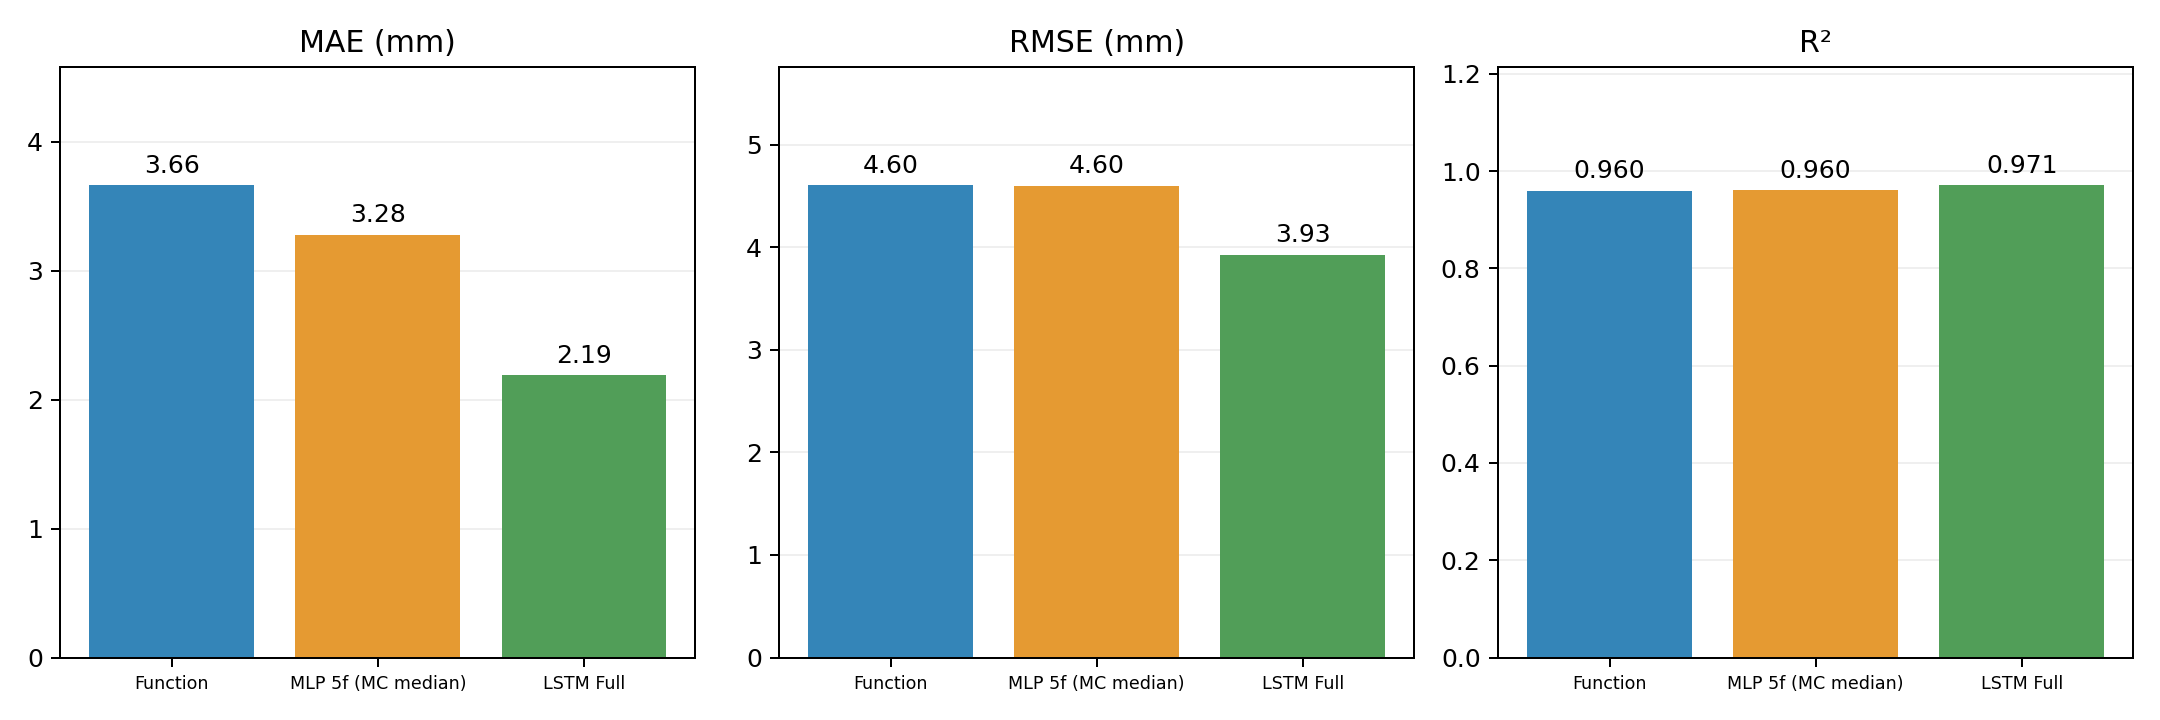 MAE (mm)
4
3
2
1
0
3.66
3.28
2.19
Function
MLP 5f (MC median)
LSTM Full
RMSE (mm)
5
4
3
2
1
0
4.60
4.60
3.93
Function
MLP 5f (MC median)
LSTM Full
R²
1.2
1.0
0.8
0.6
0.4
0.2
0.0
0.960
0.960
0.971
Function
MLP 5f (MC median)
LSTM Full